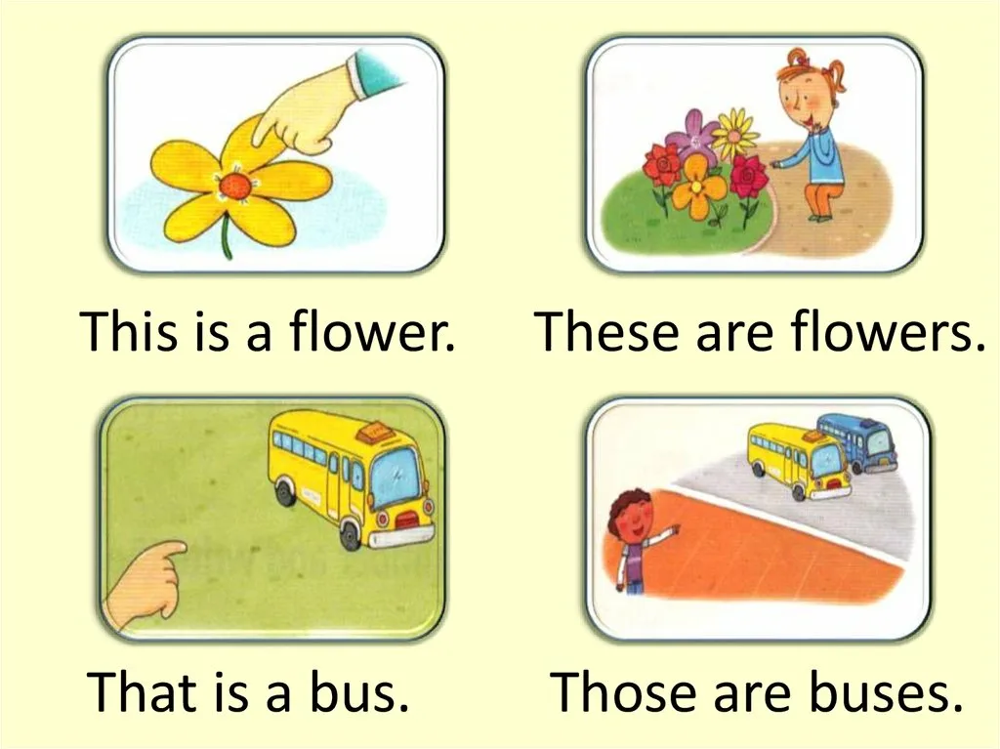 This is a flower.
These are flowers.
That is a bus.
Those are buses.